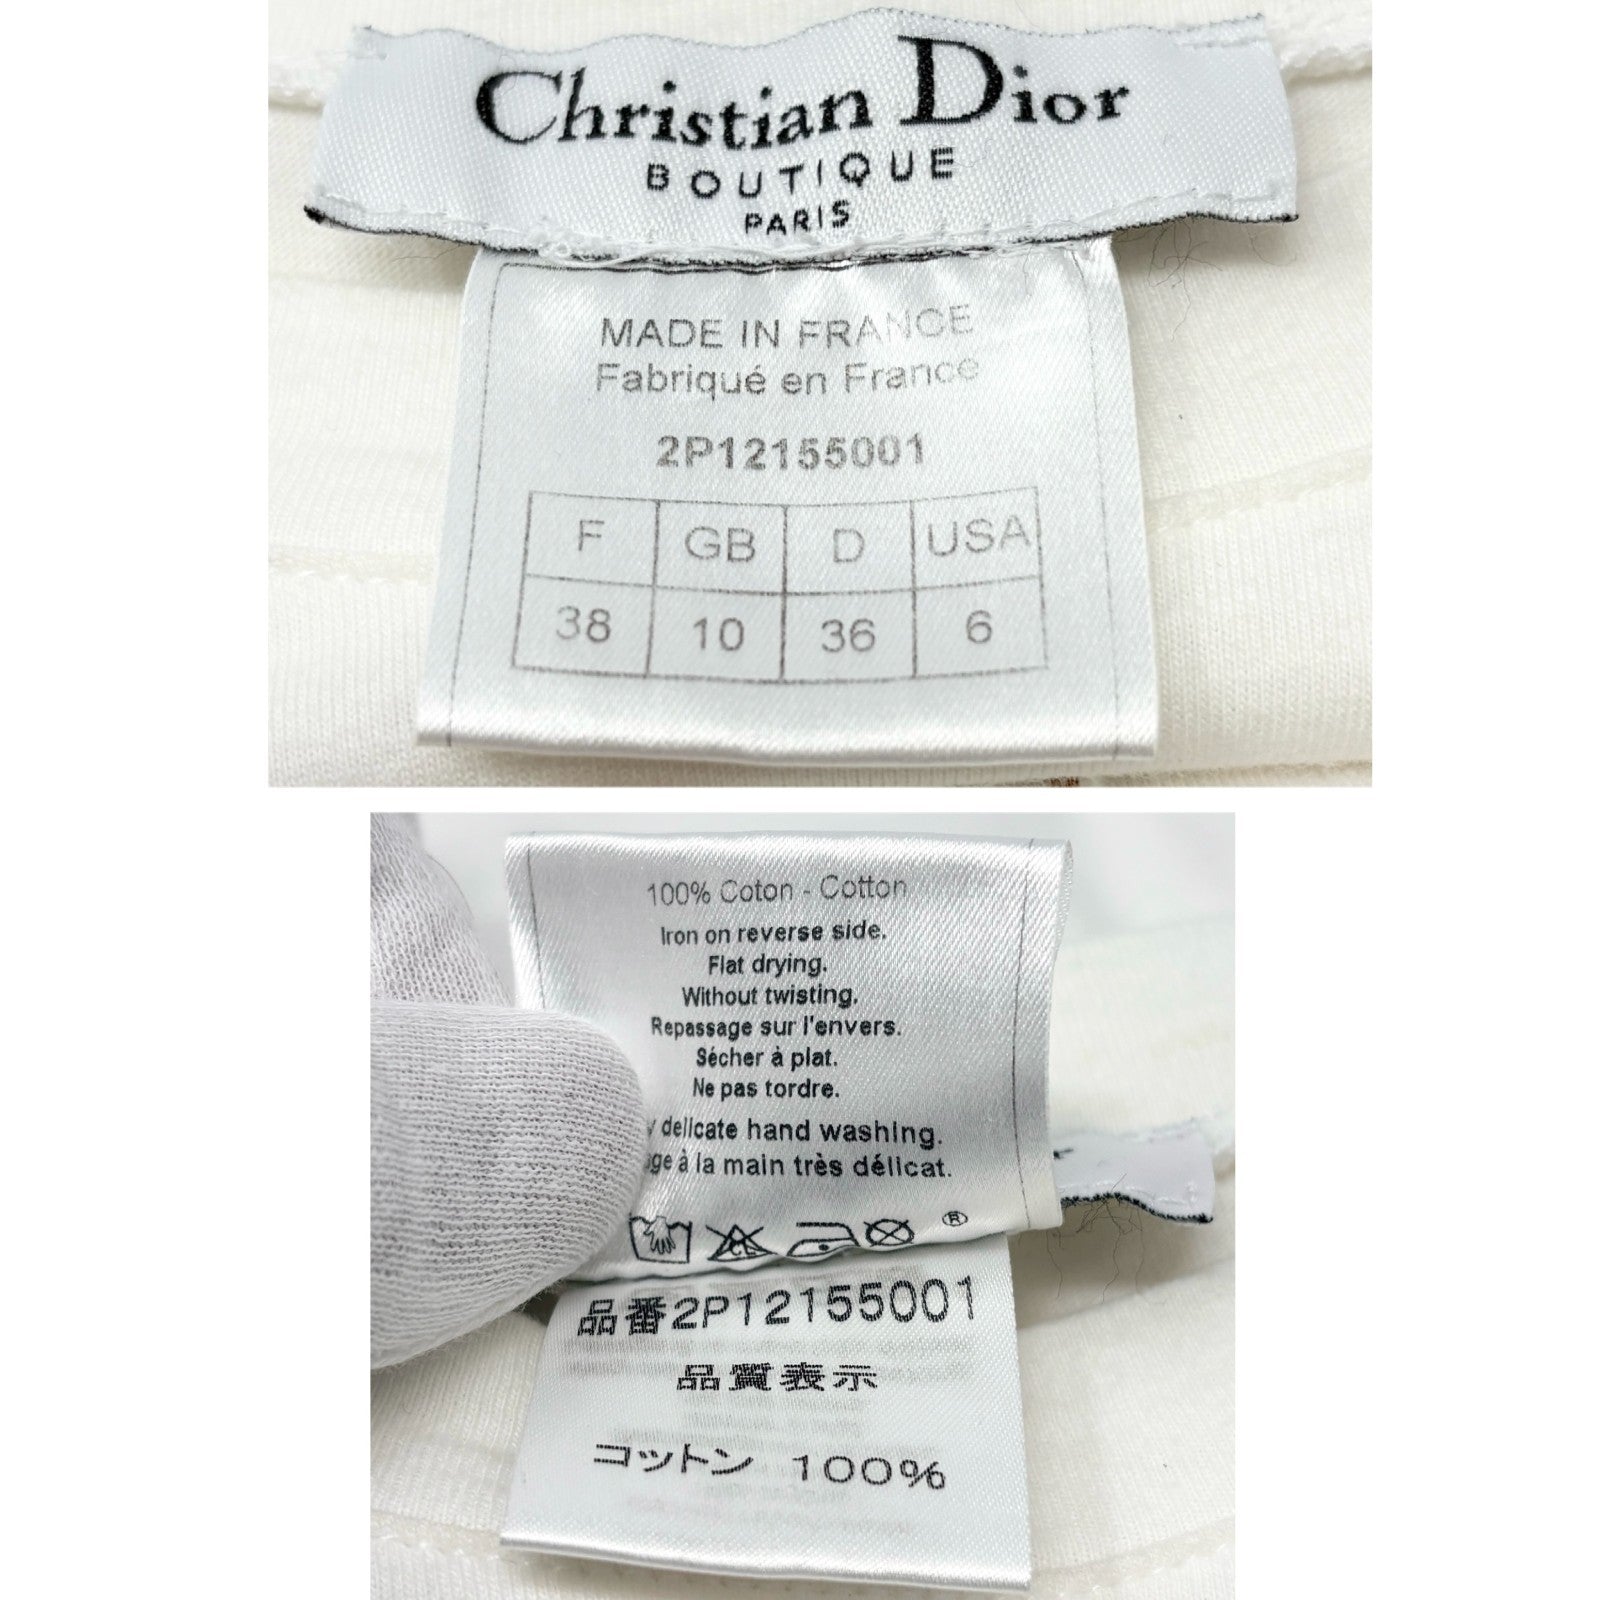 Christian Dior
BOUTIQUE
PARIS
MADE IN FRANCE
Fabriqué en France
2P12155001
F GB D USA
38 10 36 6
100% Coton - Cotton
Iron on reverse side.
Flat drying.
Without twisting.
Repassage sur l'envers.
Sécher à plat.
Ne pas tordre.
delicate hand washing.
à la main très délicat.
CL ®
品番2P12155001
品質表示
コットン 100%